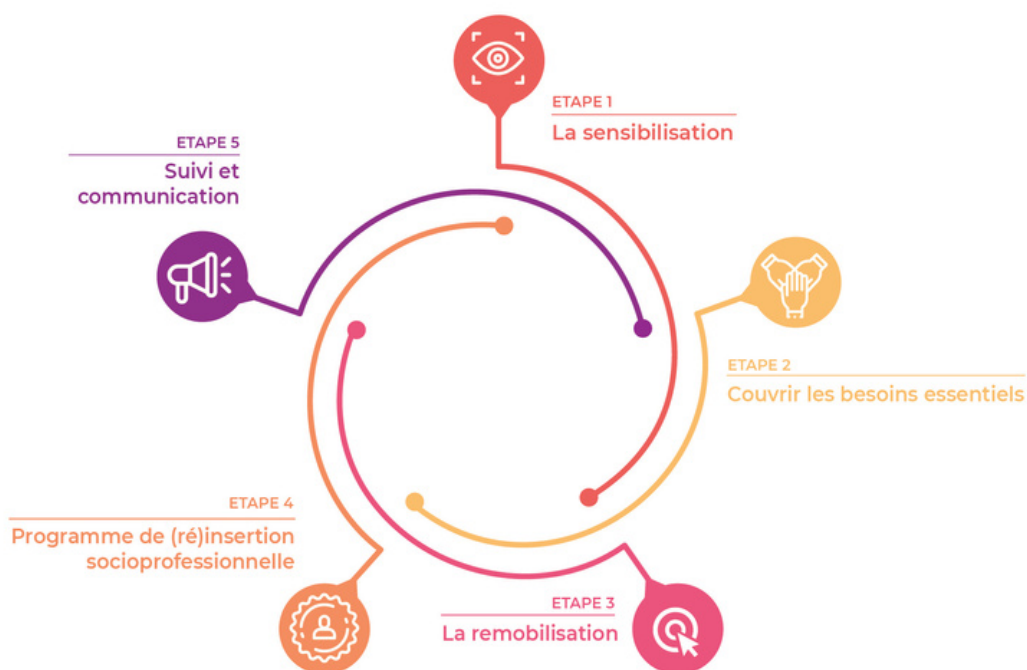 ETAPE 1
La sensibilisation
ETAPE 2
Couvrir les besoins essentiels
ETAPE 3
La remobilisation
ETAPE 4
Programme de (ré)insertion
socioprofessionnelle
ETAPE 5
Suivi et
communication